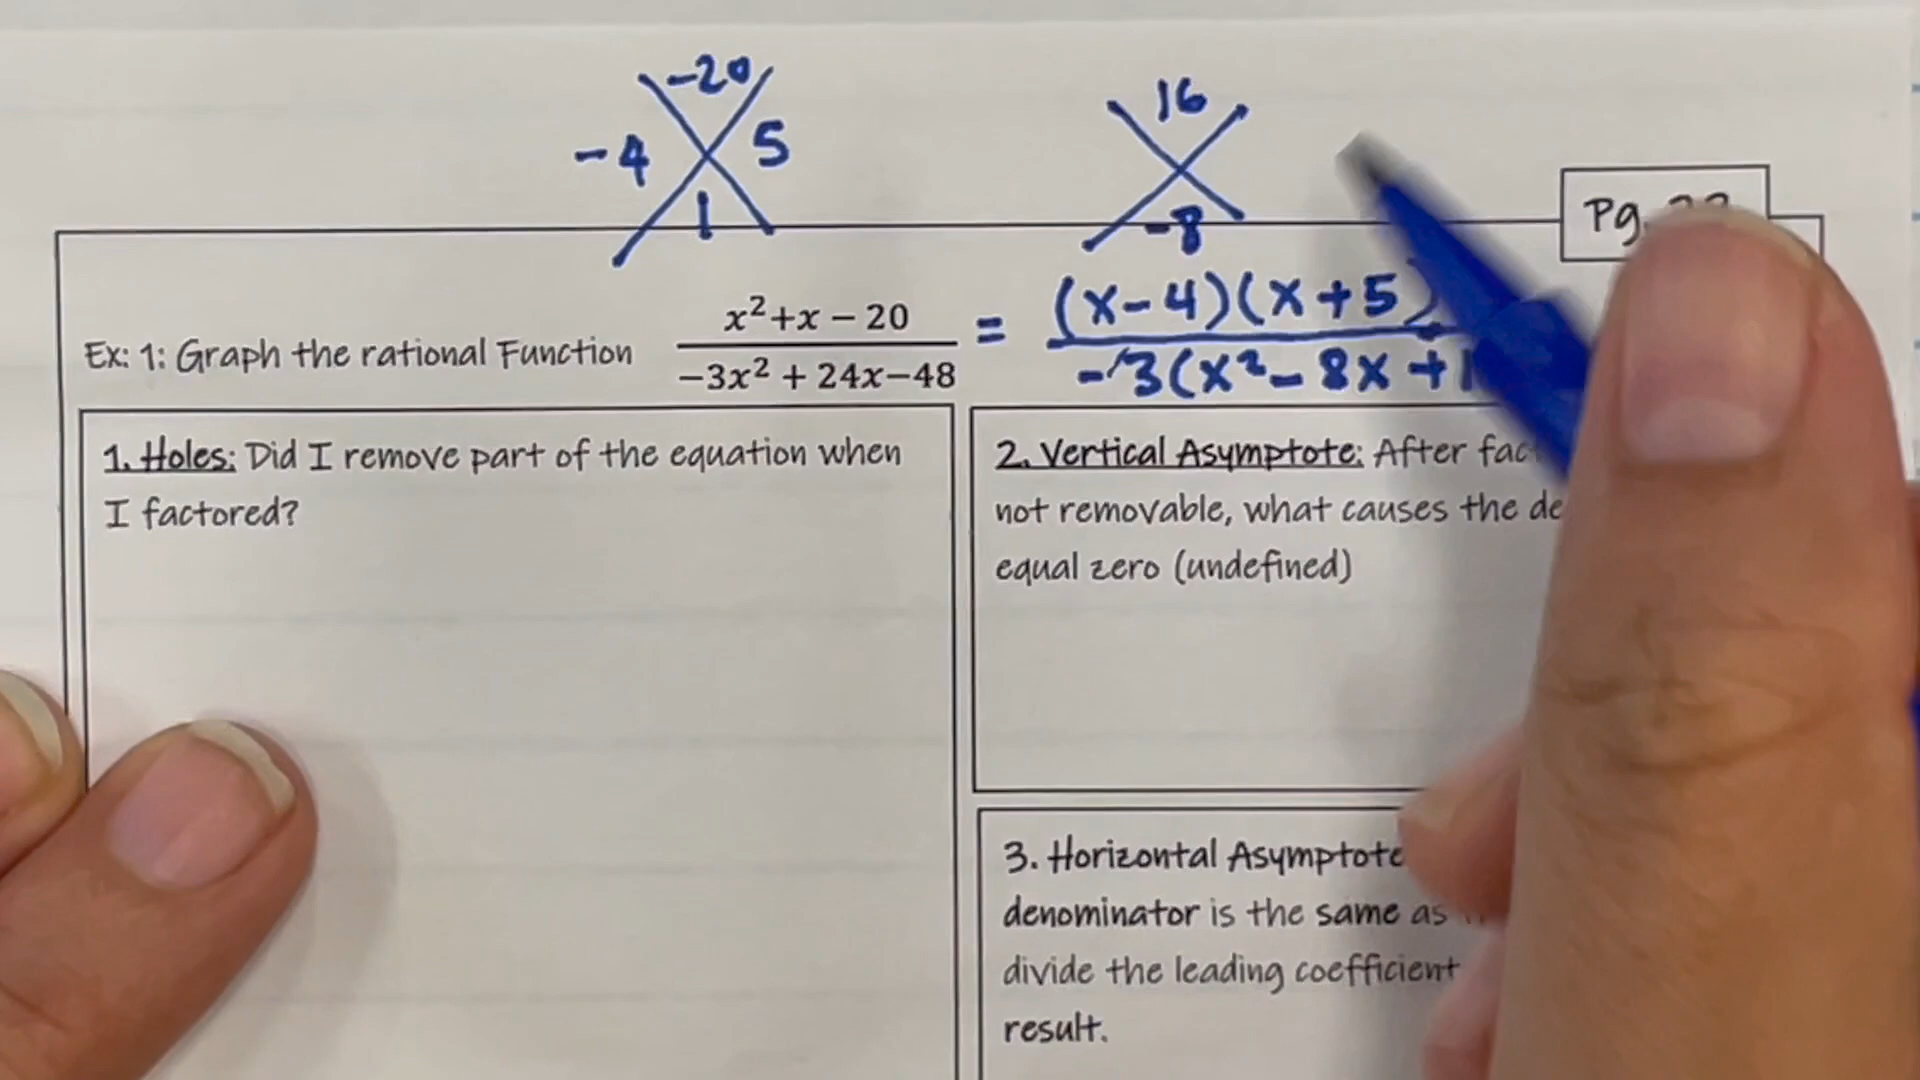 -20
-4 5
1
16
-8
Pg.
Ex: 1: Graph the rational Function x²+x − 20 / −3x² + 24x−48 = (x-4)(x+5) / -3(x²- 8x +
1. Holes: Did I remove part of the equation when
I factored?
2. Vertical Asymptote: After
not removable, what causes the
equal zero (undefined)
3. Horizontal Asymptote
denominator is the same as
divide the leading coefficient
result.